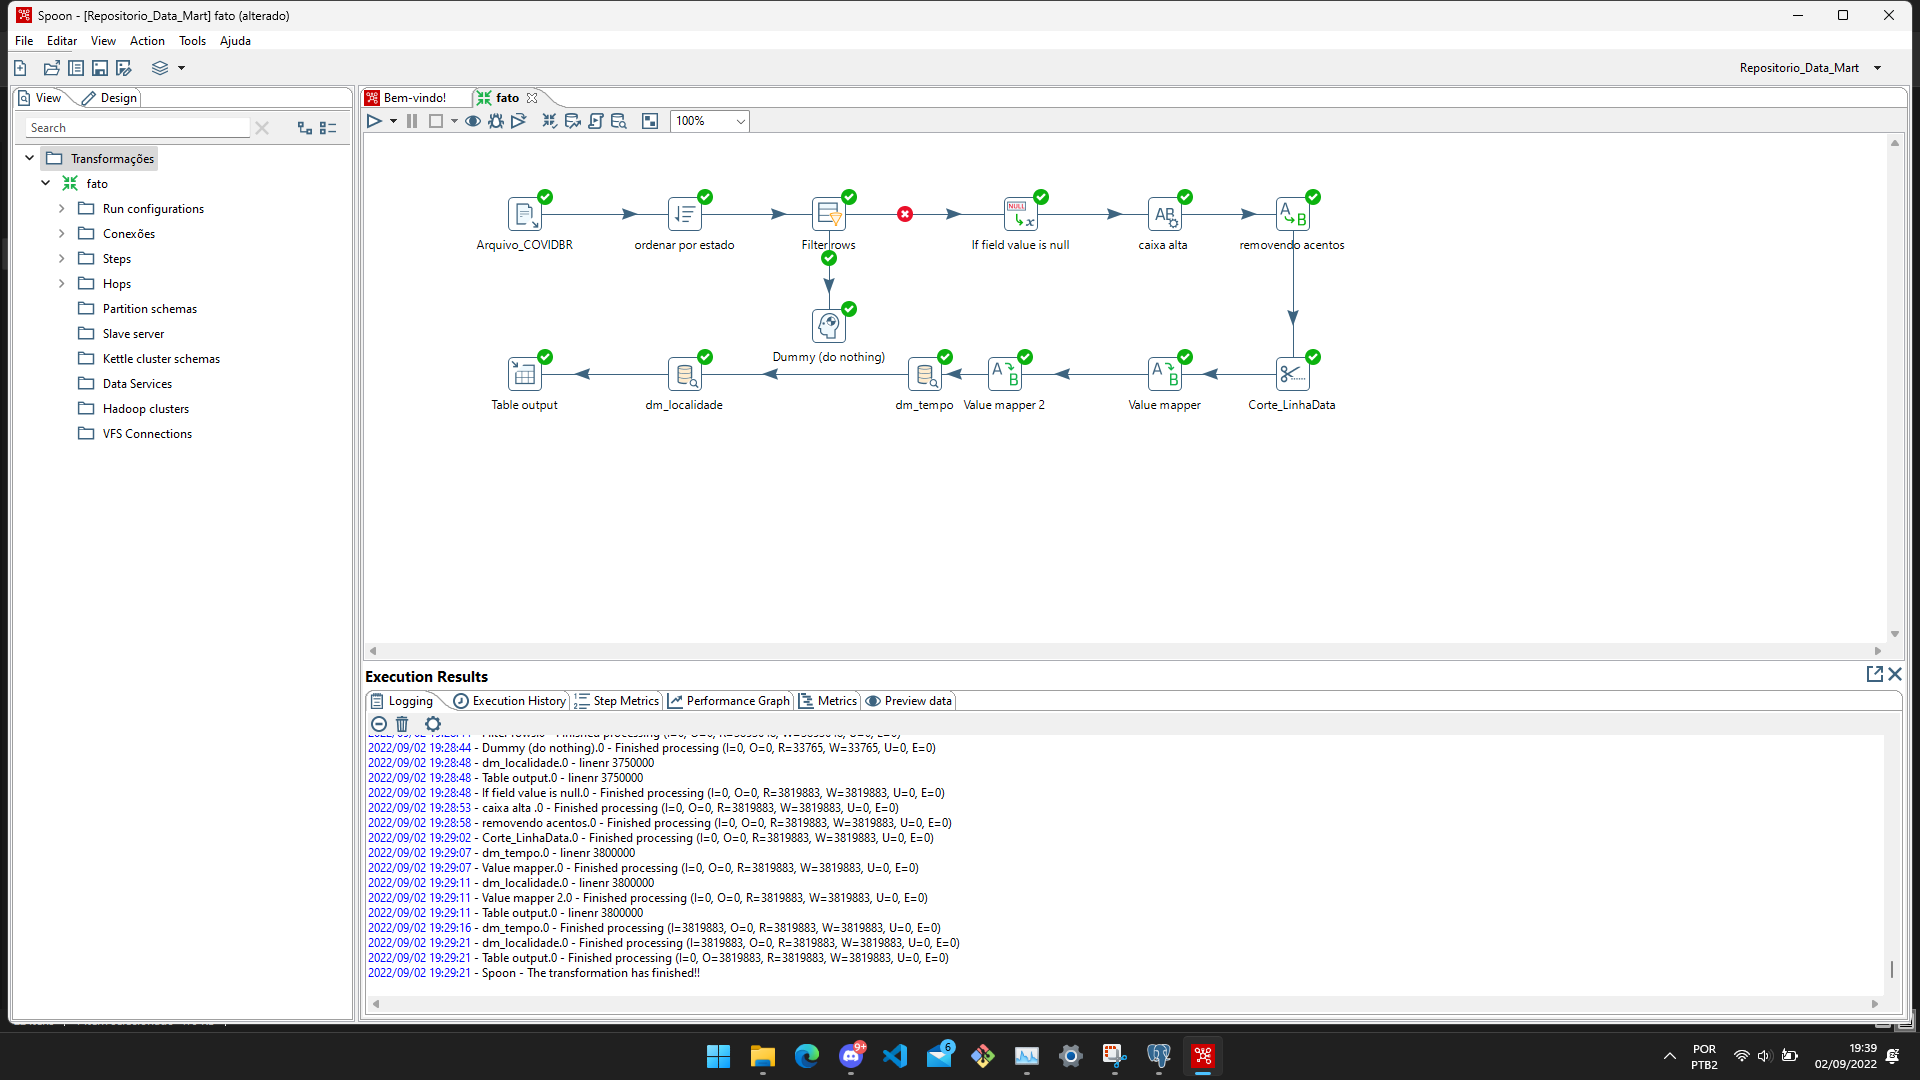 Spoon - [Repositorio_Data_Mart] fato (alterado)
File Editar View Action Tools Ajuda
Repositorio_Data_Mart
View Design
Search
Transformações
fato
Run configurations
Conexões
Steps
Hops
Partition schemas
Slave server
Kettle cluster schemas
Data Services
Hadoop clusters
VFS Connections
Bem-vindo! fato
100%
Arquivo_COVIDBR ordenar por estado Filter rows If field value is null caixa alta removendo acentos
Dummy (do nothing)
Table output dm_localidade dm_tempo Value mapper 2 Value mapper Corte_LinhaData
Execution Results
Logging Execution History Step Metrics Performance Graph Metrics Preview data
2022/09/02 19:28:44 - Dummy (do nothing).0 - Finished processing (I=0, O=0, R=33765, W=33765, U=0, E=0)
2022/09/02 19:28:48 - dm_localidade.0 - linenr 3750000
2022/09/02 19:28:48 - Table output.0 - linenr 3750000
2022/09/02 19:28:48 - If field value is null.0 - Finished processing (I=0, O=0, R=3819883, W=3819883, U=0, E=0)
2022/09/02 19:28:53 - caixa alta .0 - Finished processing (I=0, O=0, R=3819883, W=3819883, U=0, E=0)
2022/09/02 19:28:58 - removendo acentos.0 - Finished processing (I=0, O=0, R=3819883, W=3819883, U=0, E=0)
2022/09/02 19:29:02 - Corte_LinhaData.0 - Finished processing (I=0, O=0, R=3819883, W=3819883, U=0, E=0)
2022/09/02 19:29:07 - dm_tempo.0 - linenr 3800000
2022/09/02 19:29:07 - Value mapper.0 - Finished processing (I=0, O=0, R=3819883, W=3819883, U=0, E=0)
2022/09/02 19:29:11 - dm_localidade.0 - linenr 3800000
2022/09/02 19:29:11 - Value mapper 2.0 - Finished processing (I=0, O=0, R=3819883, W=3819883, U=0, E=0)
2022/09/02 19:29:11 - Table output.0 - linenr 3800000
2022/09/02 19:29:16 - dm_tempo.0 - Finished processing (I=3819883, O=0, R=3819883, W=3819883, U=0, E=0)
2022/09/02 19:29:21 - dm_localidade.0 - Finished processing (I=3819883, O=0, R=3819883, W=3819883, U=0, E=0)
2022/09/02 19:29:21 - Table output.0 - Finished processing (I=0, O=3819883, R=3819883, W=3819883, U=0, E=0)
2022/09/02 19:29:21 - Spoon - The transformation has finished!!
9+
6
POR
PTB2
19:39
02/09/2022